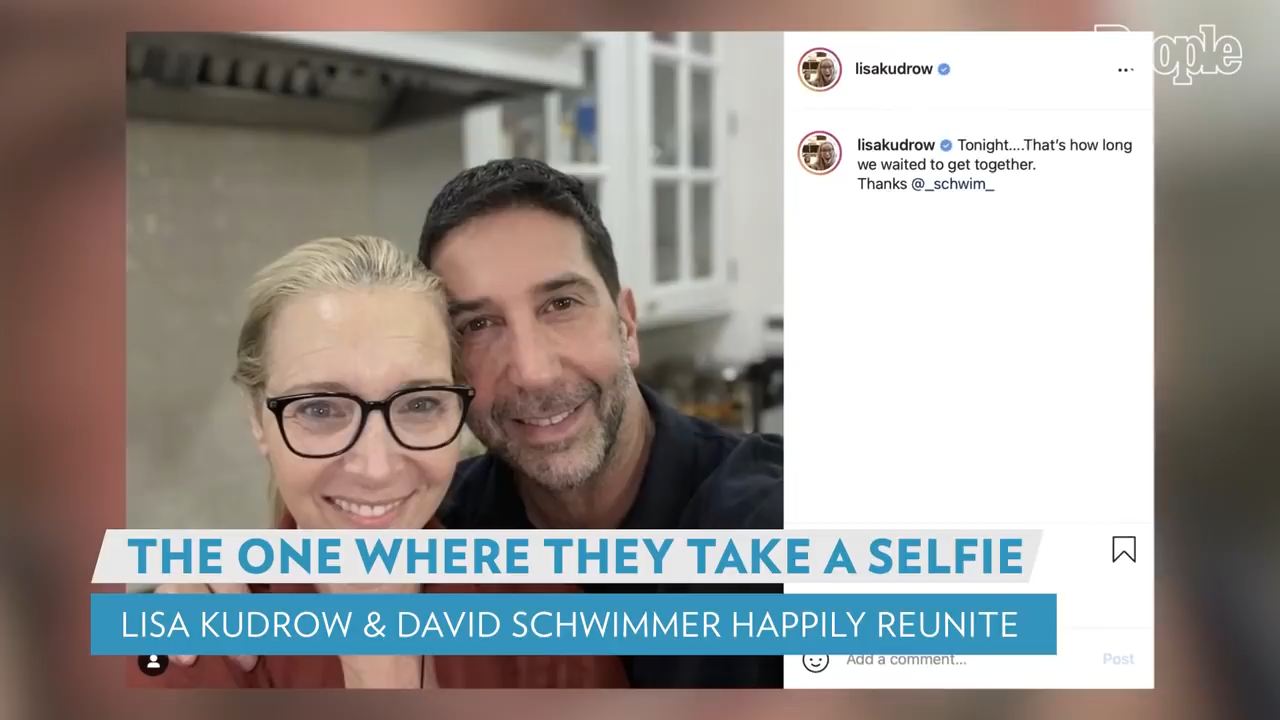 People
lisakudrow
lisakudrow Tonight....That's how long
we waited to get together.
Thanks @_schwim_
THE ONE WHERE THEY TAKE A SELFIE
LISA KUDROW & DAVID SCHWIMMER HAPPILY REUNITE
Add a comment...
Post